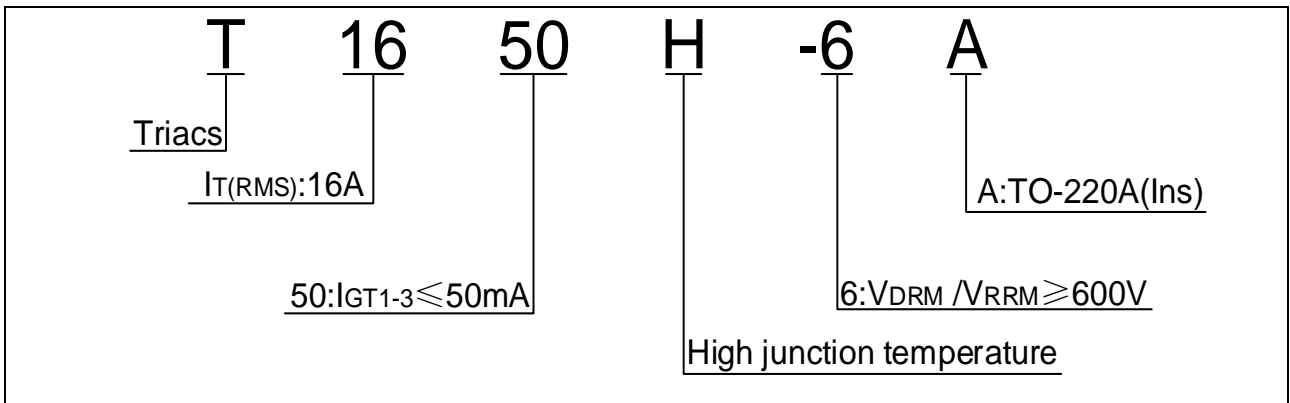 T 16 50 H -6 A
Triacs
IT(RMS):16A
A:TO-220A(Ins)
50:IGT1-3≤50mA
6:VDRM /VRRM≥600V
High junction temperature